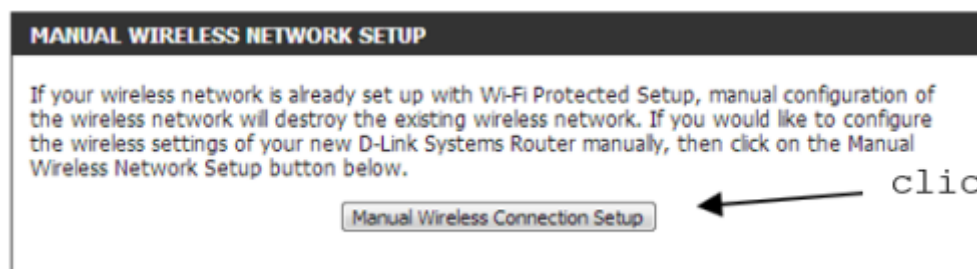 MANUAL WIRELESS NETWORK SETUP
If your wireless network is already set up with Wi-Fi Protected Setup, manual configuration of
the wireless network will destroy the existing wireless network. If you would like to configure
the wireless settings of your new D-Link Systems Router manually, then click on the Manual
Wireless Network Setup button below.
clic
Manual Wireless Connection Setup